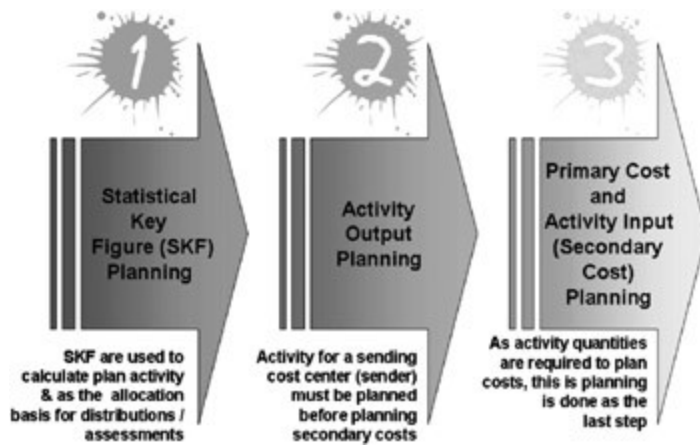 1
Statistical
Key
Figure (SKF)
Planning
SKF are used to
calculate plan activity
& as the allocation
basis for distributions /
assessments
2
Activity
Output
Planning
Activity for a sending
cost center (sender)
must be planned
before planning
secondary costs
3
Primary Cost
and
Activity Input
(Secondary
Cost)
Planning
As activity quantities
are required to plan
costs, this is planning
is done as the
last step